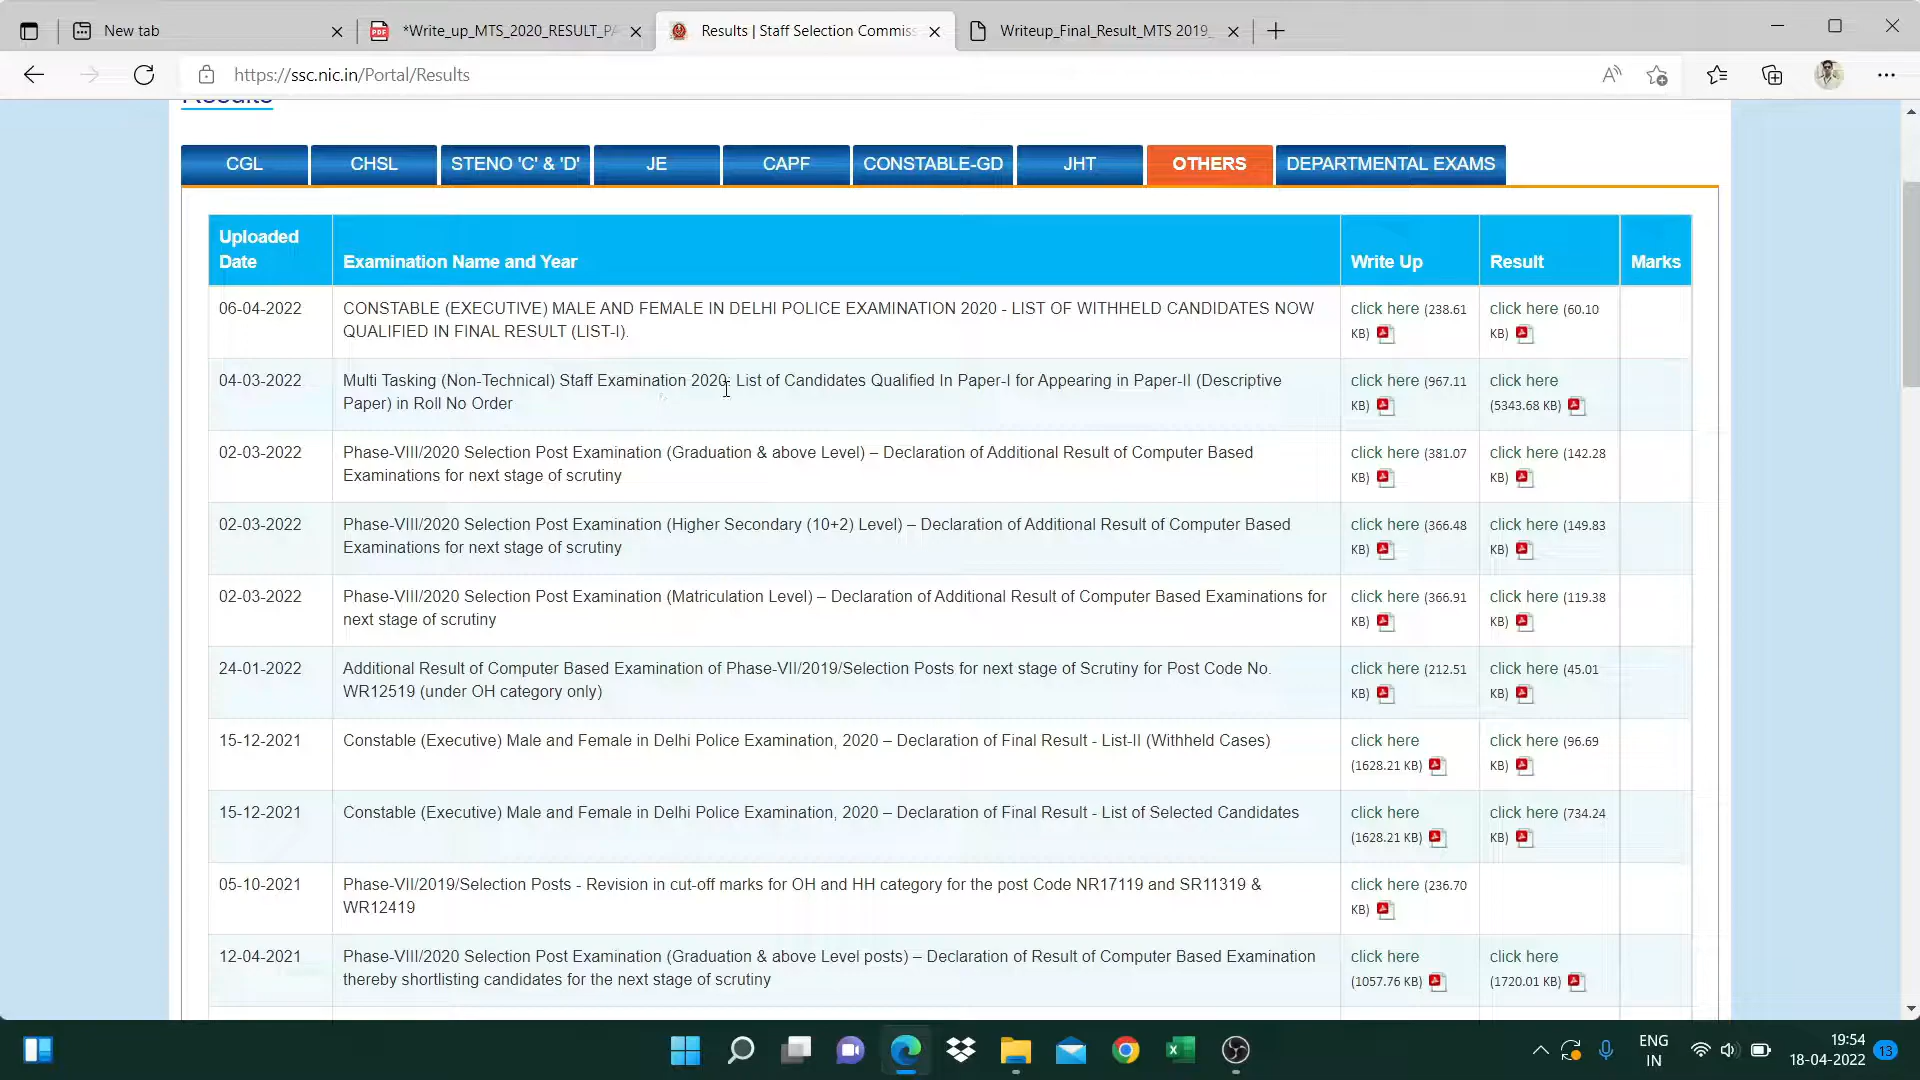 New tab
*Write_up_MTS_2020_RESULT_PA
Results | Staff Selection Commiss
Writeup_Final_Result_MTS 2019_
https://ssc.nic.in/Portal/Results
Results
CGL
CHSL
STENO 'C' & 'D'
JE
CAPF
CONSTABLE-GD
JHT
OTHERS
DEPARTMENTAL EXAMS
Uploaded
Date
Examination Name and Year
Write Up
Result
Marks
06-04-2022
CONSTABLE (EXECUTIVE) MALE AND FEMALE IN DELHI POLICE EXAMINATION 2020 - LIST OF WITHHELD CANDIDATES NOW
QUALIFIED IN FINAL RESULT (LIST-I).
click here (238.61
KB)
click here (60.10
KB)
04-03-2022
Multi Tasking (Non-Technical) Staff Examination 2020: List of Candidates Qualified In Paper-I for Appearing in Paper-II (Descriptive
Paper) in Roll No Order
click here (967.11
KB)
click here
(5343.68 KB)
02-03-2022
Phase-VIII/2020 Selection Post Examination (Graduation & above Level) – Declaration of Additional Result of Computer Based
Examinations for next stage of scrutiny
click here (381.07
KB)
click here (142.28
KB)
02-03-2022
Phase-VIII/2020 Selection Post Examination (Higher Secondary (10+2) Level) – Declaration of Additional Result of Computer Based
Examinations for next stage of scrutiny
click here (366.48
KB)
click here (149.83
KB)
02-03-2022
Phase-VIII/2020 Selection Post Examination (Matriculation Level) – Declaration of Additional Result of Computer Based Examinations for
next stage of scrutiny
click here (366.91
KB)
click here (119.38
KB)
24-01-2022
Additional Result of Computer Based Examination of Phase-VII/2019/Selection Posts for next stage of Scrutiny for Post Code No.
WR12519 (under OH category only)
click here (212.51
KB)
click here (45.01
KB)
15-12-2021
Constable (Executive) Male and Female in Delhi Police Examination, 2020 – Declaration of Final Result - List-II (Withheld Cases)
click here
(1628.21 KB)
click here (96.69
KB)
15-12-2021
Constable (Executive) Male and Female in Delhi Police Examination, 2020 – Declaration of Final Result - List of Selected Candidates
click here
(1628.21 KB)
click here (734.24
KB)
05-10-2021
Phase-VII/2019/Selection Posts - Revision in cut-off marks for OH and HH category for the post Code NR17119 and SR11319 &
WR12419
click here (236.70
KB)
12-04-2021
Phase-VIII/2020 Selection Post Examination (Graduation & above Level posts) – Declaration of Result of Computer Based Examination
thereby shortlisting candidates for the next stage of scrutiny
click here
(1057.76 KB)
click here
(1720.01 KB)
ENG
IN
19:54
18-04-2022
13